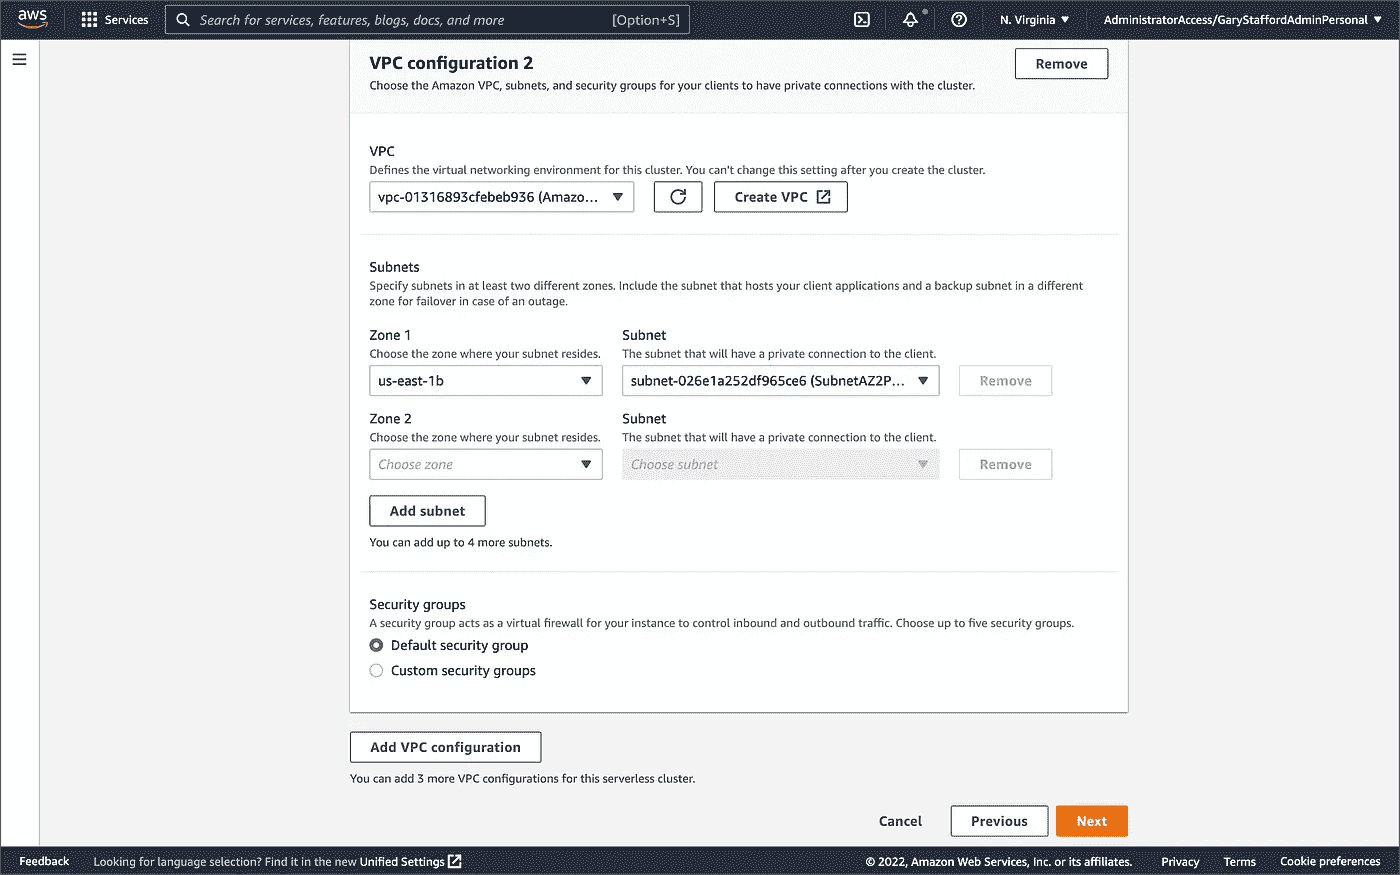 aws
Services
Search for services, features, blogs, docs, and more
[Option+S]
N. Virginia
AdministratorAccess/GaryStaffordAdminPersonal
VPC configuration 2
Remove
Choose the Amazon VPC, subnets, and security groups for your clients to have private connections with the cluster.
VPC
Defines the virtual networking environment for this cluster. You can't change this setting after you create the cluster.
vpc-01316893cfebeb936 (Amazo...
Create VPC
Subnets
Specify subnets in at least two different zones. Include the subnet that hosts your client applications and a backup subnet in a different
zone for failover in case of an outage.
Zone 1
Subnet
Choose the zone where your subnet resides.
The subnet that will have a private connection to the client.
us-east-1b
subnet-026e1a252df965ce6 (SubnetAZ2P...
Remove
Zone 2
Subnet
Choose the zone where your subnet resides.
The subnet that will have a private connection to the client.
Choose zone
Choose subnet
Remove
Add subnet
You can add up to 4 more subnets.
Security groups
A security group acts as a virtual firewall for your instance to control inbound and outbound traffic. Choose up to five security groups.
Default security group
Custom security groups
Add VPC configuration
You can add 3 more VPC configurations for this serverless cluster.
Cancel
Previous
Next
Feedback
Looking for language selection? Find it in the new Unified Settings
© 2022, Amazon Web Services, Inc. or its affiliates.
Privacy
Terms
Cookie preferences